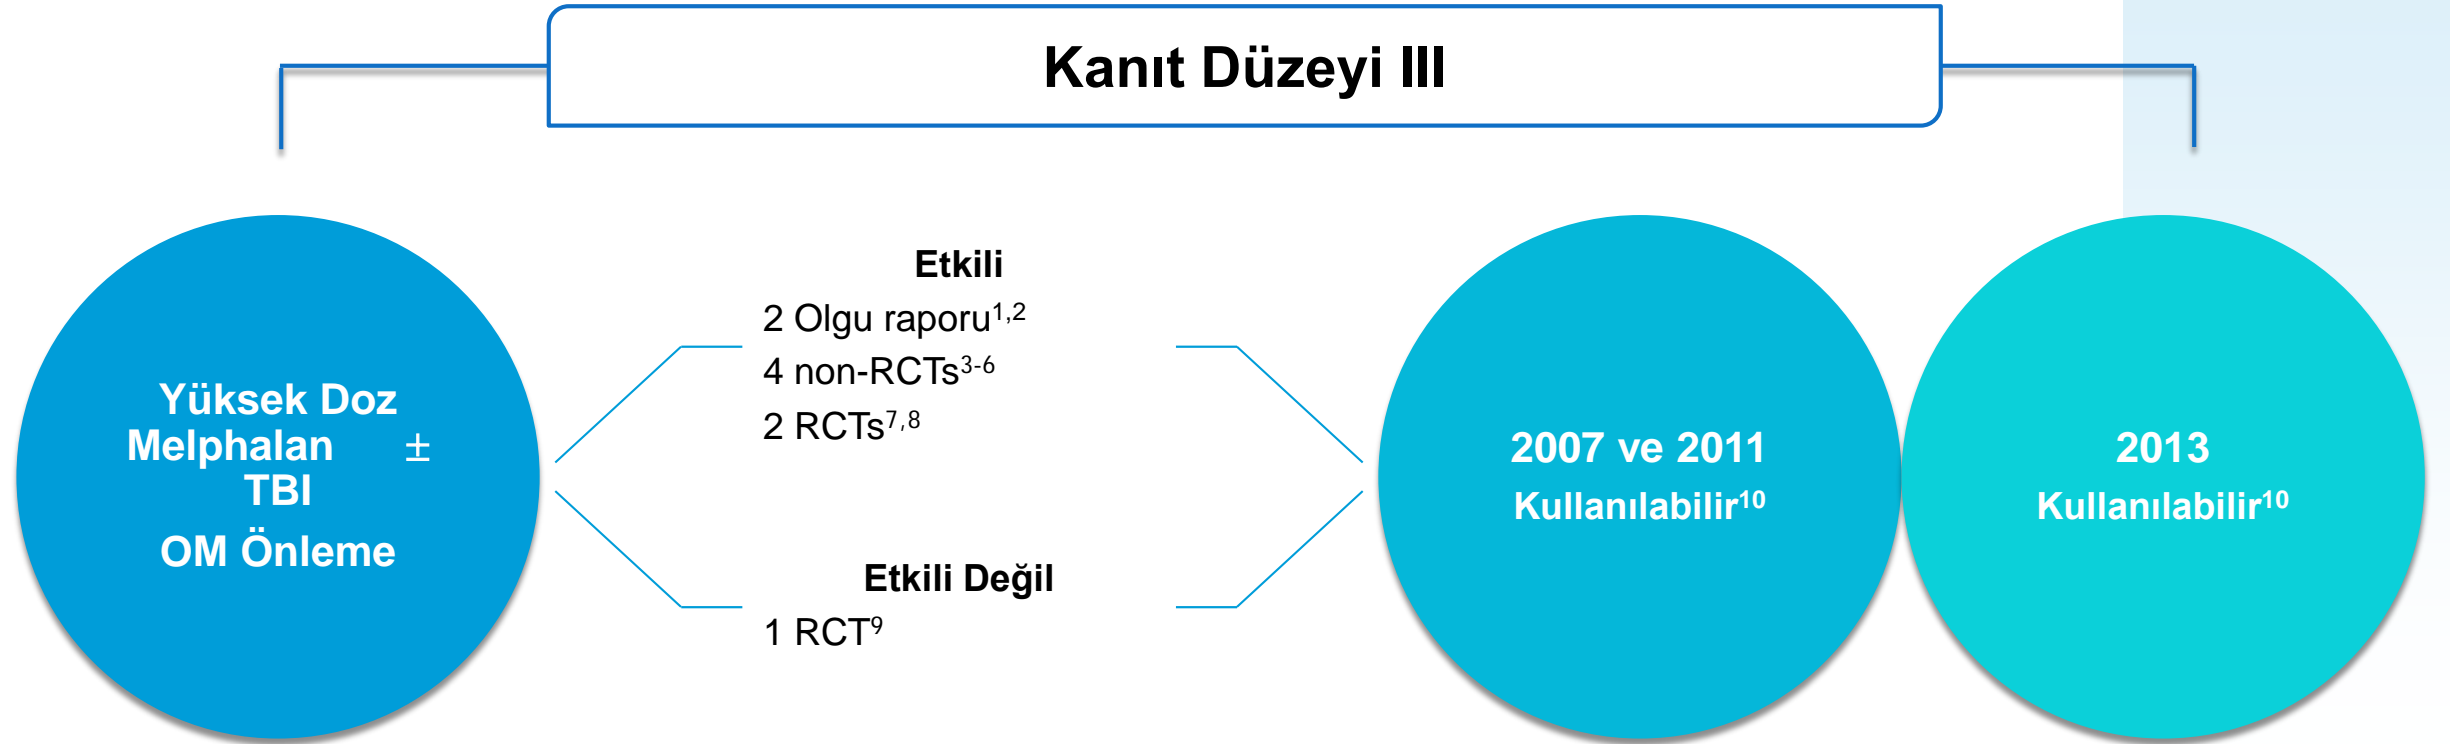 Kanıt Düzeyi III
Yüksek Doz
Melphalan ±
TBI
OM Önleme
Etkili
2 Olgu raporu1,2
4 non-RCTs3-6
2 RCTs7,8
Etkili Değil
1 RCT9
2007 ve 2011
Kullanılabilir10
2013
Kullanılabilir10